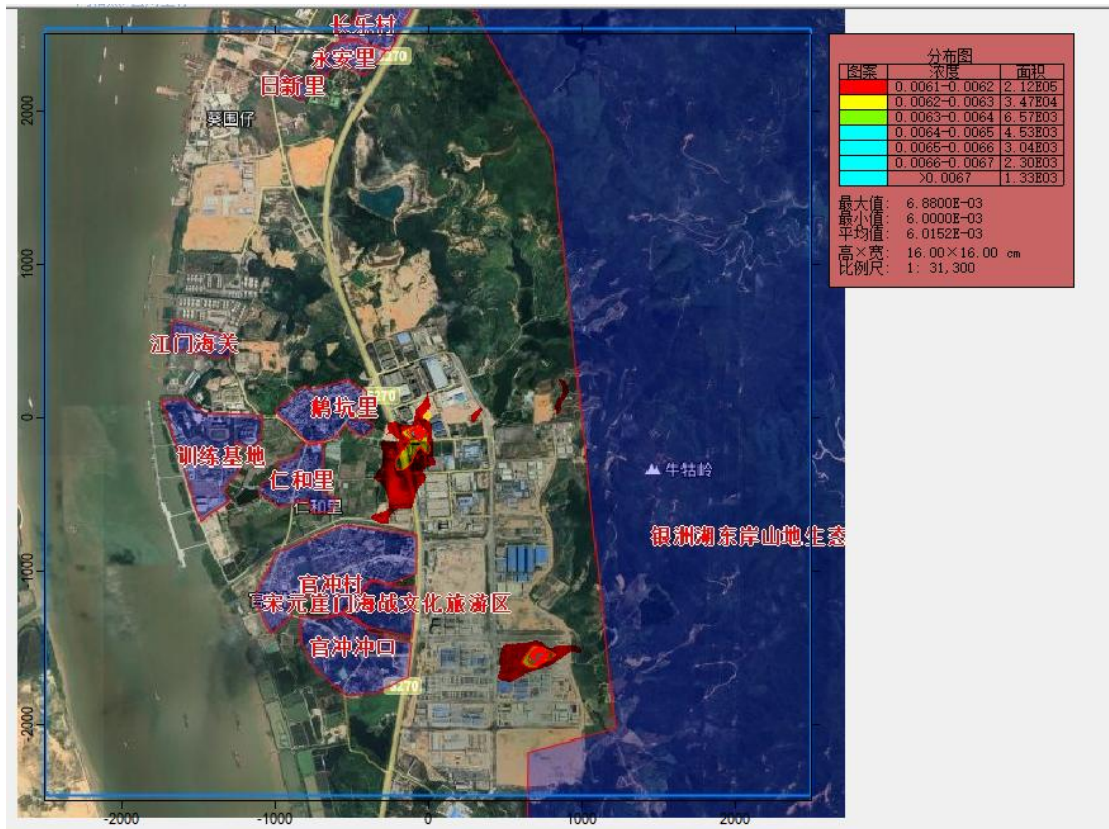 长乐村
S270
永安里
日新里
葵围仔
分布图
图案 浓度 面积
0.0061-0.0062 2.12E05
0.0062-0.0063 3.47E04
0.0063-0.0064 6.57E03
0.0064-0.0065 4.53E03
0.0065-0.0066 3.04E03
0.0066-0.0067 2.30E03
>0.0067 1.33E03
最大值: 6.8800E-03
最小值: 6.0000E-03
平均值: 6.0152E-03
高×宽: 16.00×16.00 cm
比例尺: 1: 31,300
2000
1000
0
-1000
-2000
江门海关
S270
鹅坑里
训练基地
仁和里
仁和里
牛牯岭
银洲湖东岸山地生态
官冲村
宋元崖门海战文化旅游区
官冲冲口
S270
-2000 -1000 0 1000 2000